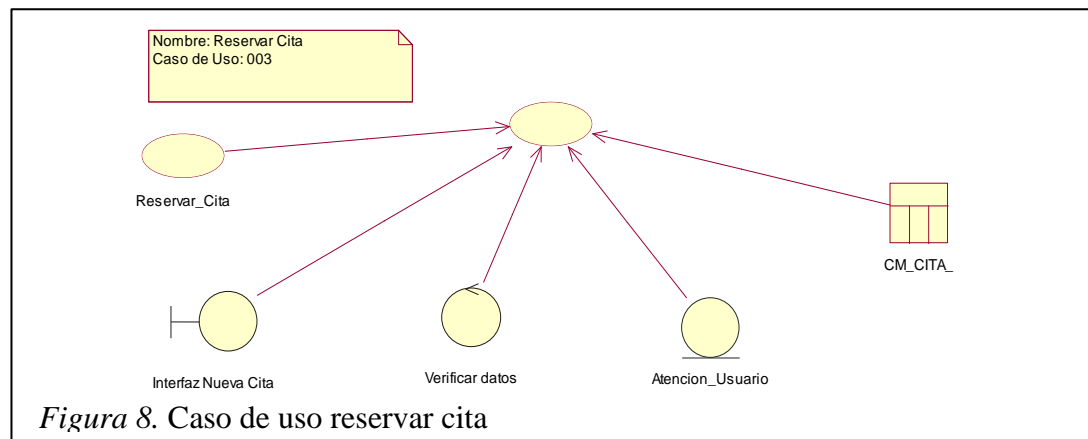 Nombre: Reservar Cita
Caso de Uso: 003
Reservar_Cita
CM_CITA_
Interfaz Nueva Cita
Verificar datos
Atencion_Usuario
Figura 8. Caso de uso reservar cita